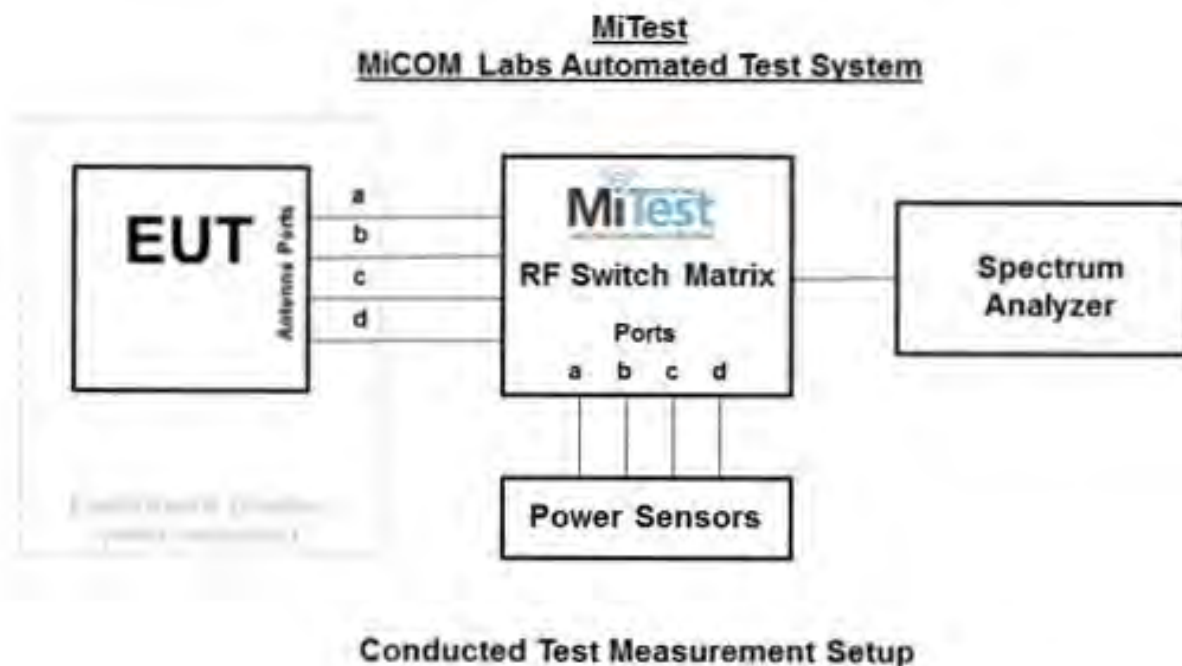 MiTest
MiCOM Labs Automated Test System
EUT
Antenna Ports
a
b
c
d
MiTest
RF Switch Matrix
Ports
a b c d
Spectrum
Analyzer
Power Sensors
Conducted Test Measurement Setup